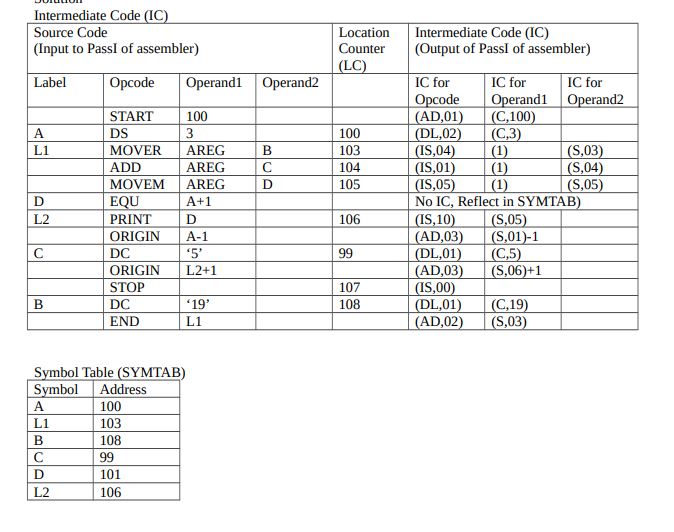 Solution
Intermediate Code (IC)
Source Code
(Input to PassI of assembler)
Location
Counter
(LC)
Intermediate Code (IC)
(Output of PassI of assembler)
Label Opcode Operand1 Operand2 IC for Opcode IC for Operand1 IC for Operand2
START 100 (AD,01) (C,100)
A DS 3 100 (DL,02) (C,3)
L1 MOVER AREG B 103 (IS,04) (1) (S,03)
ADD AREG C 104 (IS,01) (1) (S,04)
MOVEM AREG D 105 (IS,05) (1) (S,05)
D EQU A+1 No IC, Reflect in SYMTAB)
L2 PRINT D 106 (IS,10) (S,05)
ORIGIN A-1 (AD,03) (S,01)-1
C DC ‘5’ 99 (DL,01) (C,5)
ORIGIN L2+1 (AD,03) (S,06)+1
STOP 107 (IS,00)
B DC ‘19’ 108 (DL,01) (C,19)
END L1 (AD,02) (S,03)
Symbol Table (SYMTAB)
Symbol Address
A 100
L1 103
B 108
C 99
D 101
L2 106